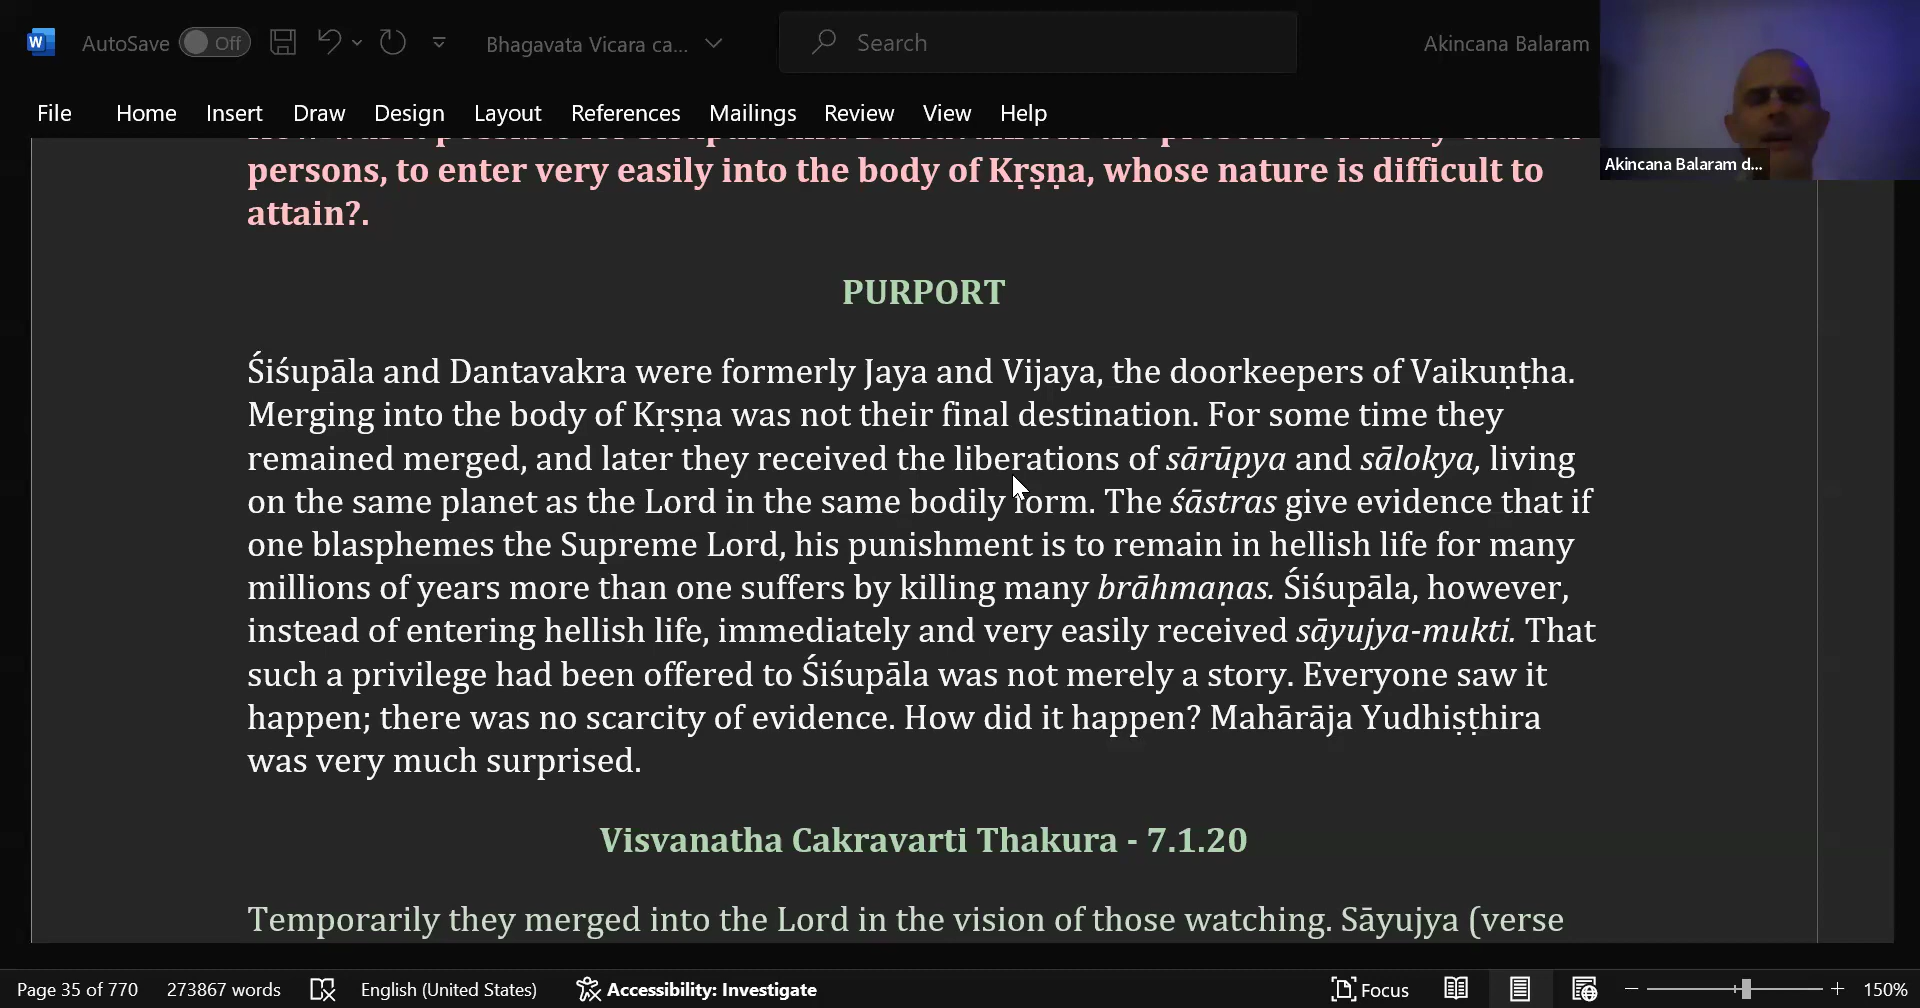 AutoSave Off Bhagavata Vicara ca... Search Akincana Balaram
File Home Insert Draw Design Layout References Mailings Review View Help
persons, to enter very easily into the body of Kṛṣṇa, whose nature is difficult to
attain?.
Akincana Balaram d...
PURPORT
Śiśupāla and Dantavakra were formerly Jaya and Vijaya, the doorkeepers of Vaikuṇṭha.
Merging into the body of Kṛṣṇa was not their final destination. For some time they
remained merged, and later they received the liberations of sārūpya and sālokya, living
on the same planet as the Lord in the same bodily form. The śāstras give evidence that if
one blasphemes the Supreme Lord, his punishment is to remain in hellish life for many
millions of years more than one suffers by killing many brāhmaṇas. Śiśupāla, however,
instead of entering hellish life, immediately and very easily received sāyujya-mukti. That
such a privilege had been offered to Śiśupāla was not merely a story. Everyone saw it
happen; there was no scarcity of evidence. How did it happen? Mahārāja Yudhiṣṭhira
was very much surprised.
Visvanatha Cakravarti Thakura - 7.1.20
Temporarily they merged into the Lord in the vision of those watching. Sāyujya (verse
Page 35 of 770 273867 words English (United States) Accessibility: Investigate Focus 150%